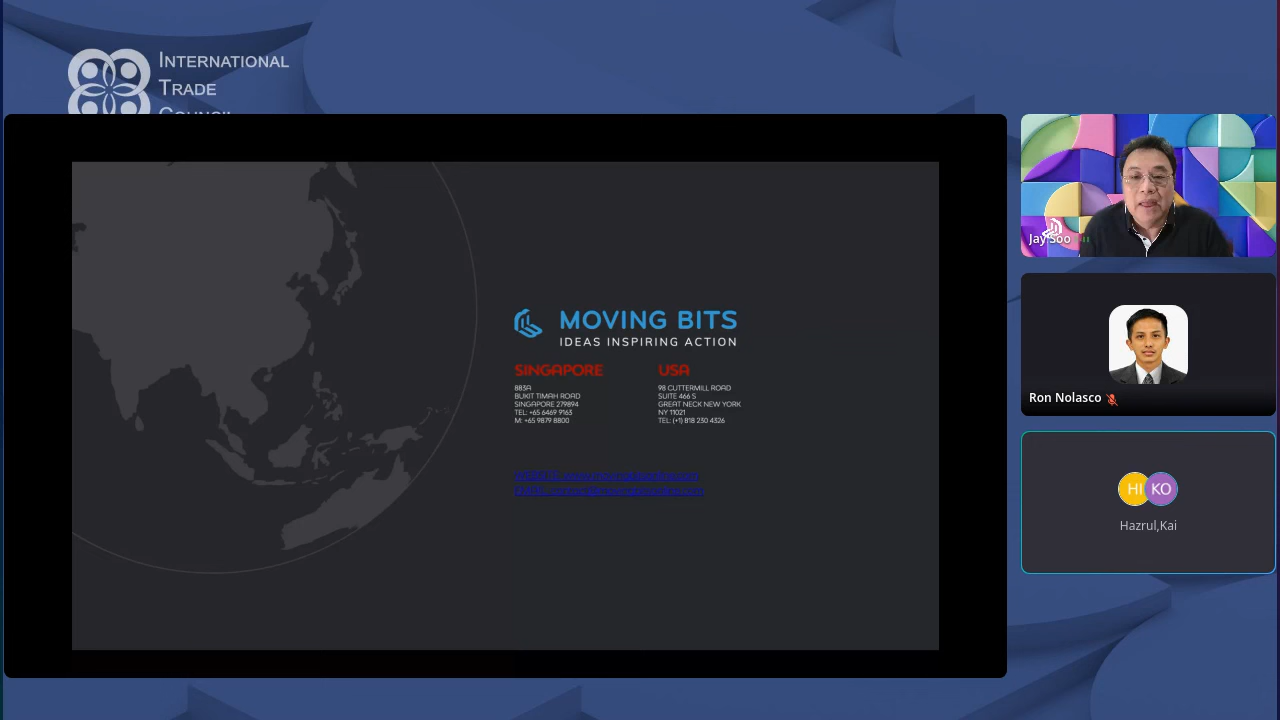 INTERNATIONAL
TRADE
COUNCIL
MOVING BITS
IDEAS INSPIRING ACTION
SINGAPORE
883A
BUKIT TIMAH ROAD
SINGAPORE 279894
TEL: +65 6469 9163
M: +65 9879 8800
USA
98 CUTTERMILL ROAD
SUITE 466 S
GREAT NECK NEW YORK
NY 11021
TEL: (+1) 818 230 4326
Jay Soo
Ron Nolasco
HI
KO
Hazrul,Kai